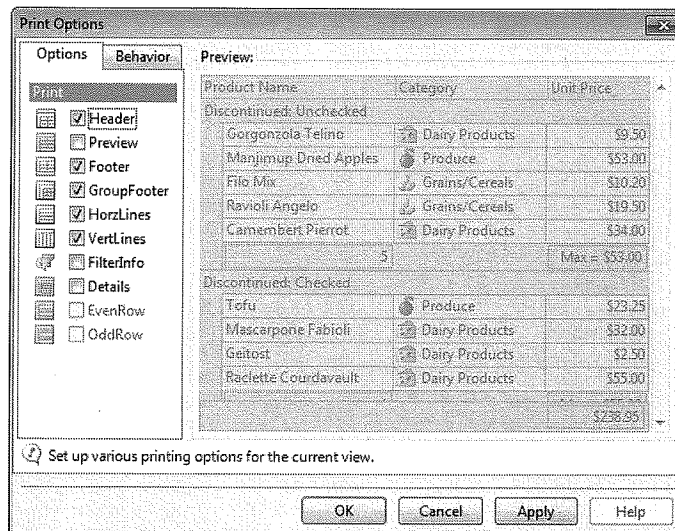 Print Options
Options
Behavior
Print
Header
Preview
Footer
GroupFooter
HorzLines
VertLines
FilterInfo
Details
EvenRow
OddRow
Preview:
Product Name Category Unit Price
Discontinued: Unchecked
Gorgonzola Telino Dairy Products $9.50
Manjimup Dried Apples Produce $53.00
Filo Mix Grains/Cereals $10.20
Ravioli Angelo Grains/Cereals $19.50
Camembert Pierrot Dairy Products $34.00
5 Max = $53.00
Discontinued: Checked
Tofu Produce $23.25
Mascarpone Fabioli Dairy Products $32.00
Geitost Dairy Products $2.50
Raclette Courdavault Dairy Products $55.00
Set up various printing options for the current view.
OK Cancel Apply Help